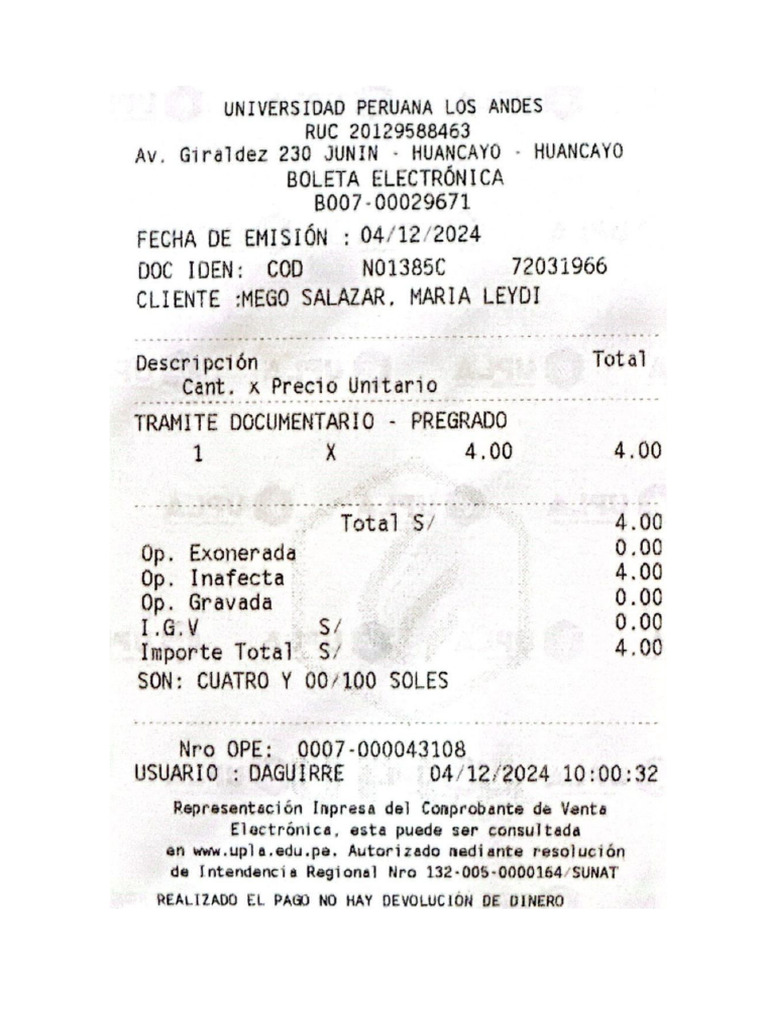 UNIVERSIDAD PERUANA LOS ANDES
RUC 20129588463
Av. Giraldez 230 JUNIN - HUANCAYO - HUANCAYO
BOLETA ELECTRÓNICA
B007-00029671
FECHA DE EMISIÓN : 04/12/2024
DOC IDEN: COD N01385C 72031966
CLIENTE :MEGO SALAZAR, MARIA LEYDI
Descripción Total
Cant. x Precio Unitario
TRAMITE DOCUMENTARIO - PREGRADO
1 X 4.00 4.00
Total S/ 4.00
Op. Exonerada 0.00
Op. Inafecta 4.00
Op. Gravada 0.00
I.G.V S/ 0.00
Importe Total S/ 4.00
SON: CUATRO Y 00/100 SOLES
Nro OPE: 0007-000043108
USUARIO : DAGUIRRE 04/12/2024 10:00:32
Representación Impresa del Comprobante de Venta
Electrónica, esta puede ser consultada
en www.upla.edu.pe. Autorizado mediante resolución
de Intendencia Regional Nro 132-005-0000164/SUNAT
REALIZADO EL PAGO NO HAY DEVOLUCIÓN DE DINERO